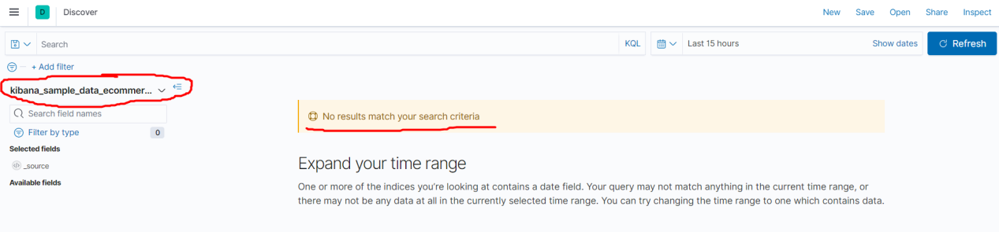 D Discover New Save Open Share Inspect
Search KQL Last 15 hours Show dates Refresh
+ Add filter
kibana_sample_data_ecommer...
Search field names
Filter by type 0
Selected fields
_source
Available fields
No results match your search criteria
Expand your time range
One or more of the indices you're looking at contains a date field. Your query may not match anything in the current time range, or
there may not be any data at all in the currently selected time range. You can try changing the time range to one which contains data.